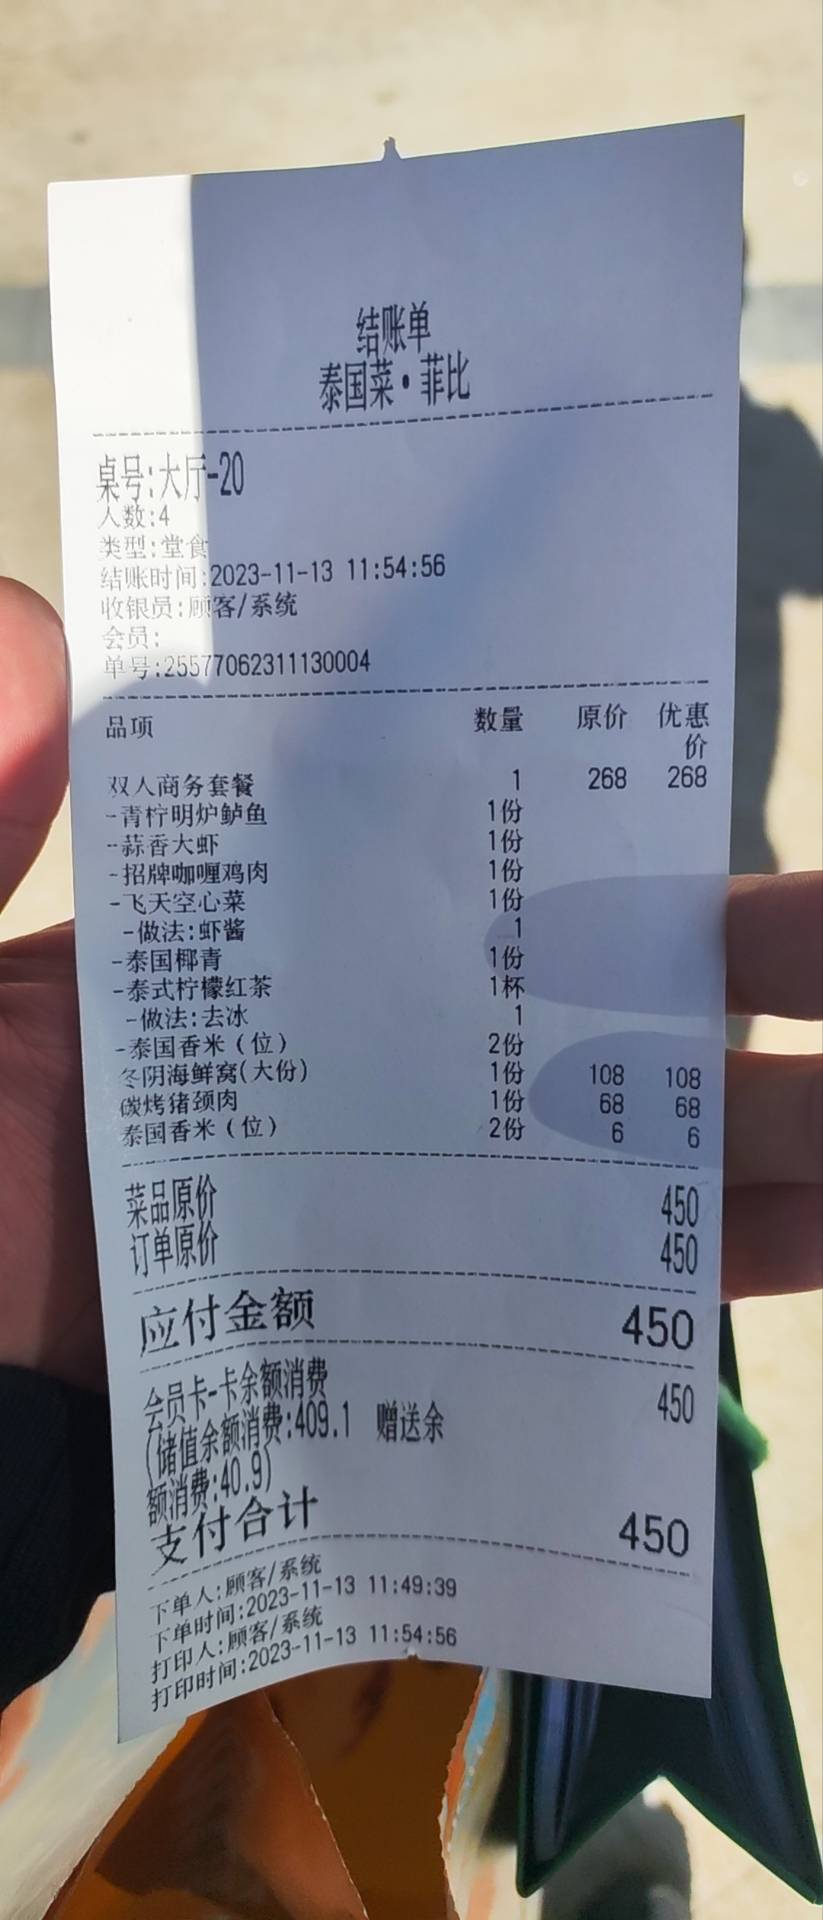 结账单
泰国菜·菲比
桌号:大厅-20
人数:4
类型:堂食
结账时间:2023-11-13 11:54:56
收银员:顾客/系统
会员:
单号:25577062311130004
品项 数量 原价 优惠价
双人商务套餐 1 268 268
-青柠明炉鲈鱼 1份
-蒜香大虾 1份
-招牌咖喱鸡肉 1份
-飞天空心菜 1份
-做法:虾酱 1
-泰国椰青 1份
-泰式柠檬红茶 1杯
-做法:去冰 1
-泰国香米(位) 2份
冬阴海鲜窝(大份) 1份 108 108
碳烤猪颈肉 1份 68 68
泰国香米(位) 2份 6 6
菜品原价 450
订单原价 450
应付金额 450
会员卡-卡余额消费 450
(储值余额消费:409.1 赠送余
额消费:40.9)
支付合计 450
下单人:顾客/系统
下单时间:2023-11-13 11:49:39
打印人:顾客/系统
打印时间:2023-11-13 11:54:56